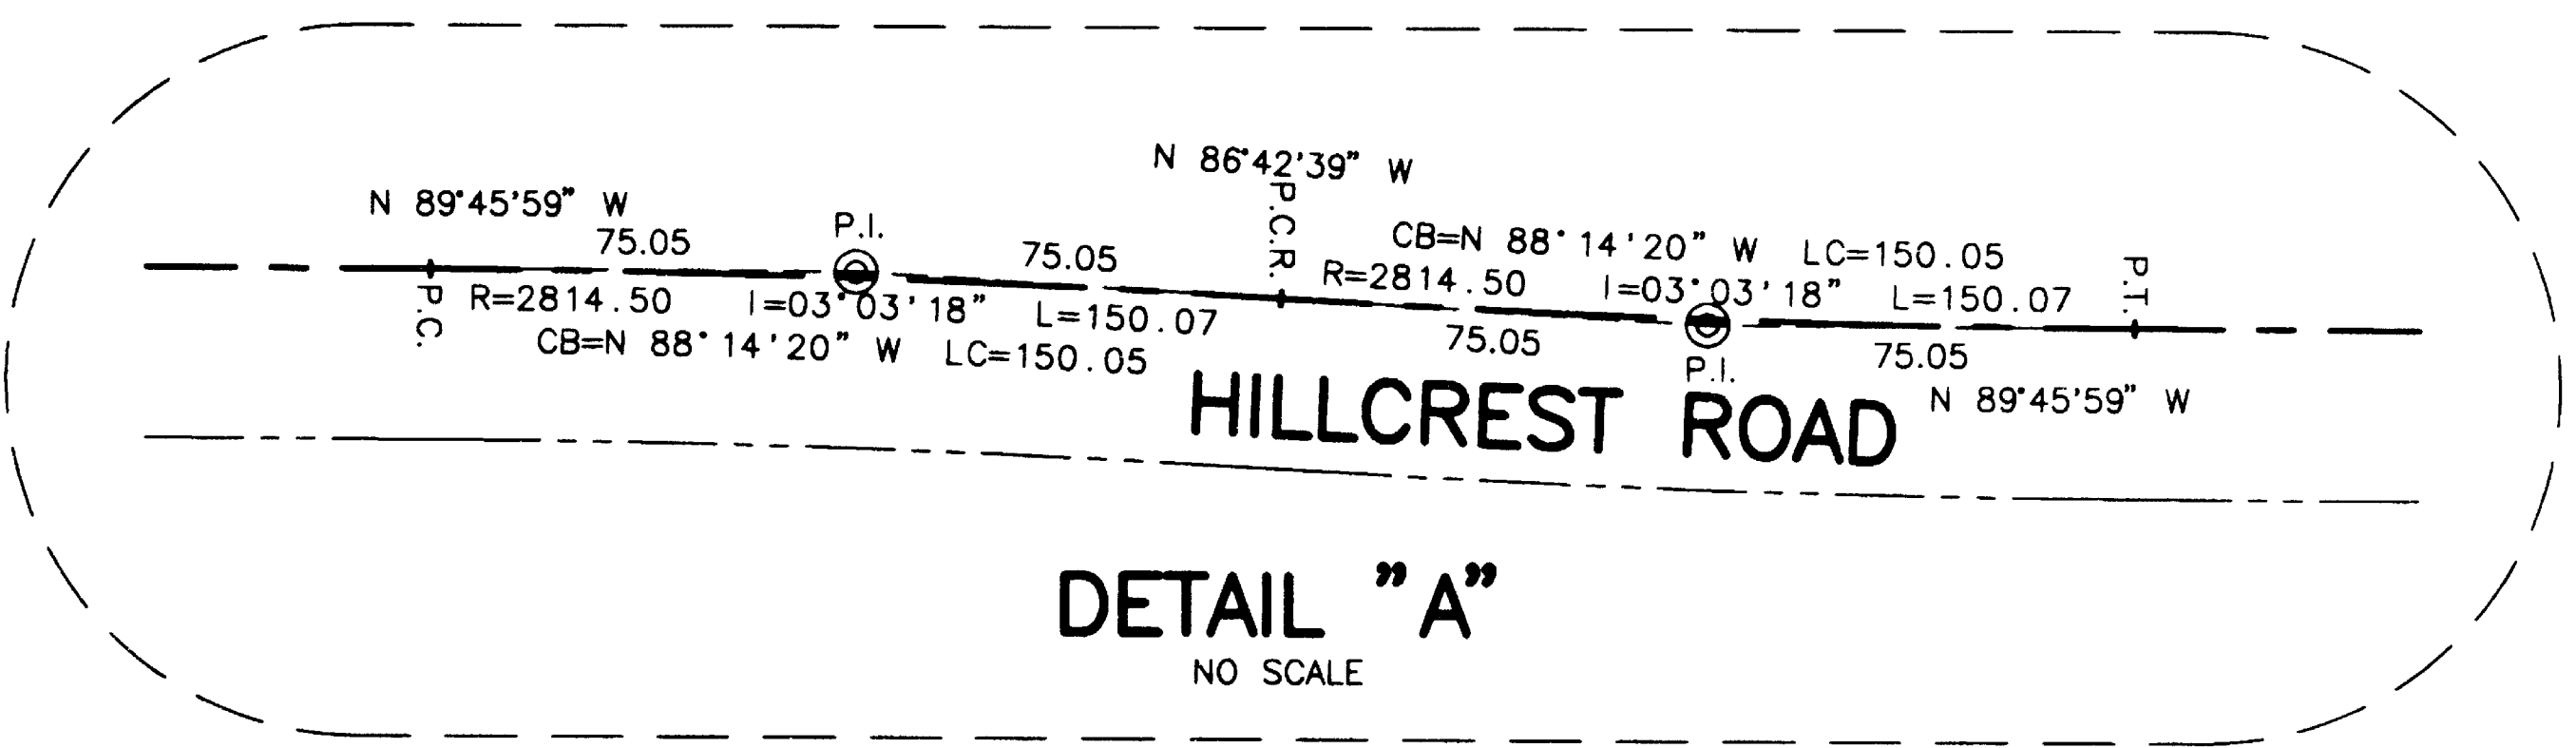 N 86°42'39" W
N 89°45'59" W
75.05
P.I.
75.05
P.C.R.
CB=N 88°14'20" W LC=150.05
P.C.
R=2814.50 I=03°03'18" L=150.07
CB=N 88°14'20" W LC=150.05
R=2814.50 I=03°03'18" L=150.07
P.T.
75.05
P.I.
75.05
N 89°45'59" W
HILLCREST ROAD
DETAIL "A"
NO SCALE